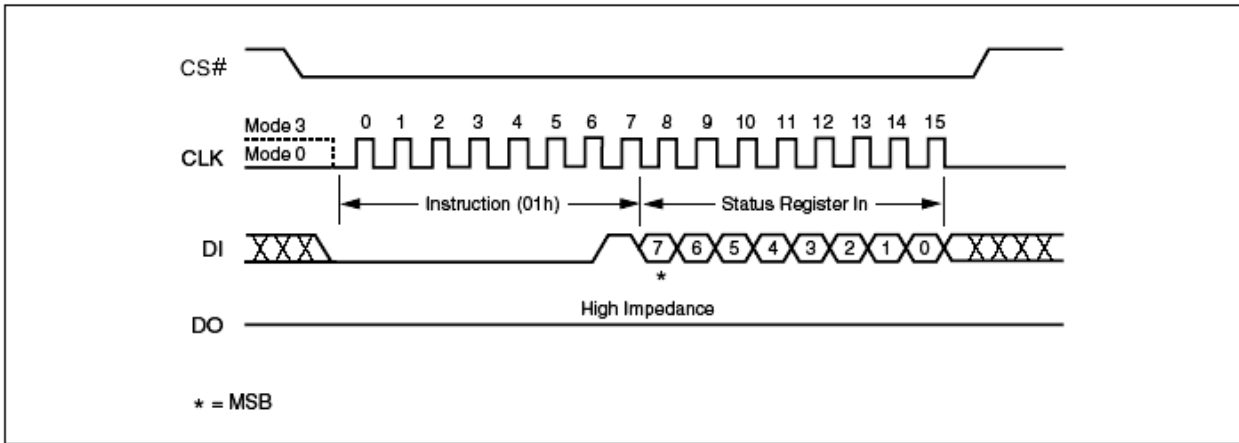 CS#
Mode 3
0 1 2 3 4 5 6 7 8 9 10 11 12 13 14 15
CLK
Mode 0
Instruction (01h)
Status Register In
DI
7 6 5 4 3 2 1 0
*
High Impedance
DO
* = MSB